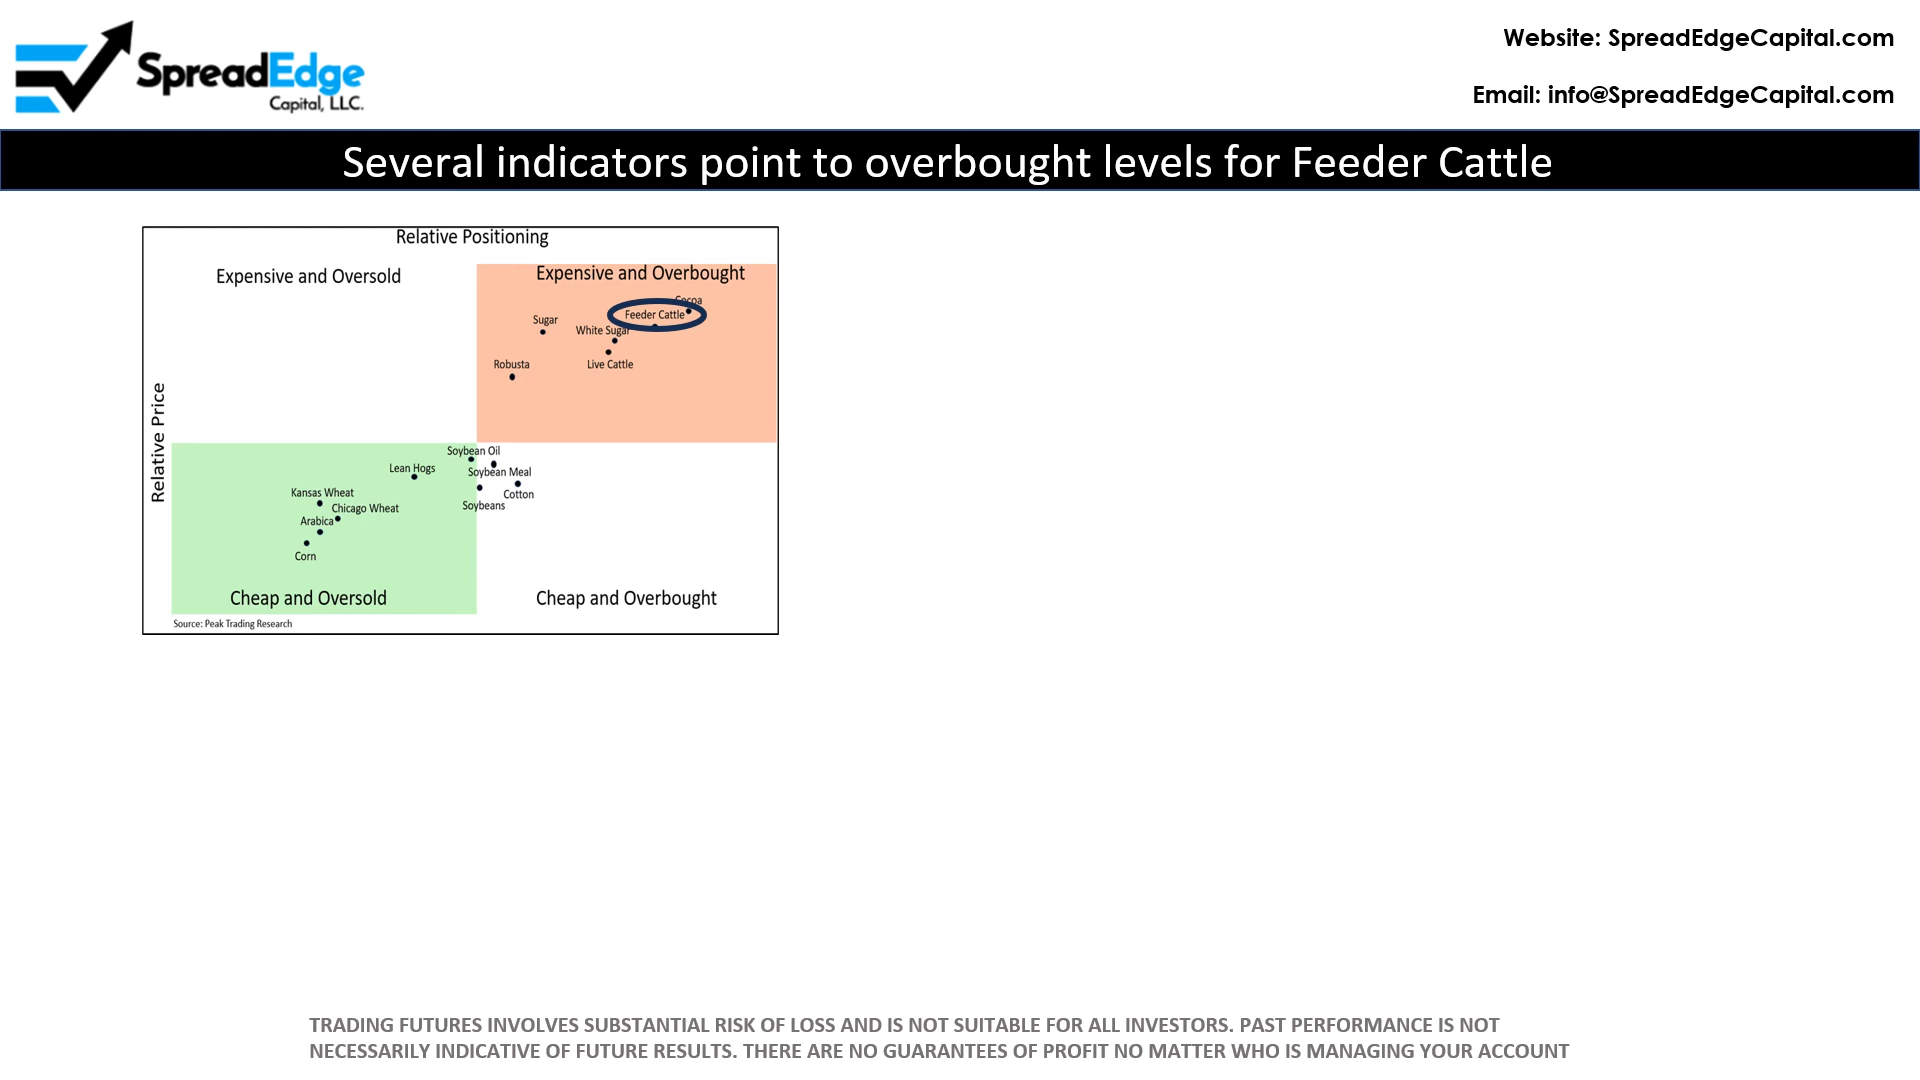 SpreadEdge
Capital, LLC.
Website: SpreadEdgeCapital.com
Email: info@SpreadEdgeCapital.com
Several indicators point to overbought levels for Feeder Cattle
Relative Positioning
Expensive and Oversold
Expensive and Overbought
Cocoa
Feeder Cattle
Sugar
White Sugar
Robusta
Live Cattle
Relative Price
Soybean Oil
Lean Hogs
Soybean Meal
Kansas Wheat
Cotton
Soybeans
Chicago Wheat
Arabica
Corn
Cheap and Oversold
Cheap and Overbought
Source: Peak Trading Research
TRADING FUTURES INVOLVES SUBSTANTIAL RISK OF LOSS AND IS NOT SUITABLE FOR ALL INVESTORS. PAST PERFORMANCE IS NOT
NECESSARILY INDICATIVE OF FUTURE RESULTS. THERE ARE NO GUARANTEES OF PROFIT NO MATTER WHO IS MANAGING YOUR ACCOUNT